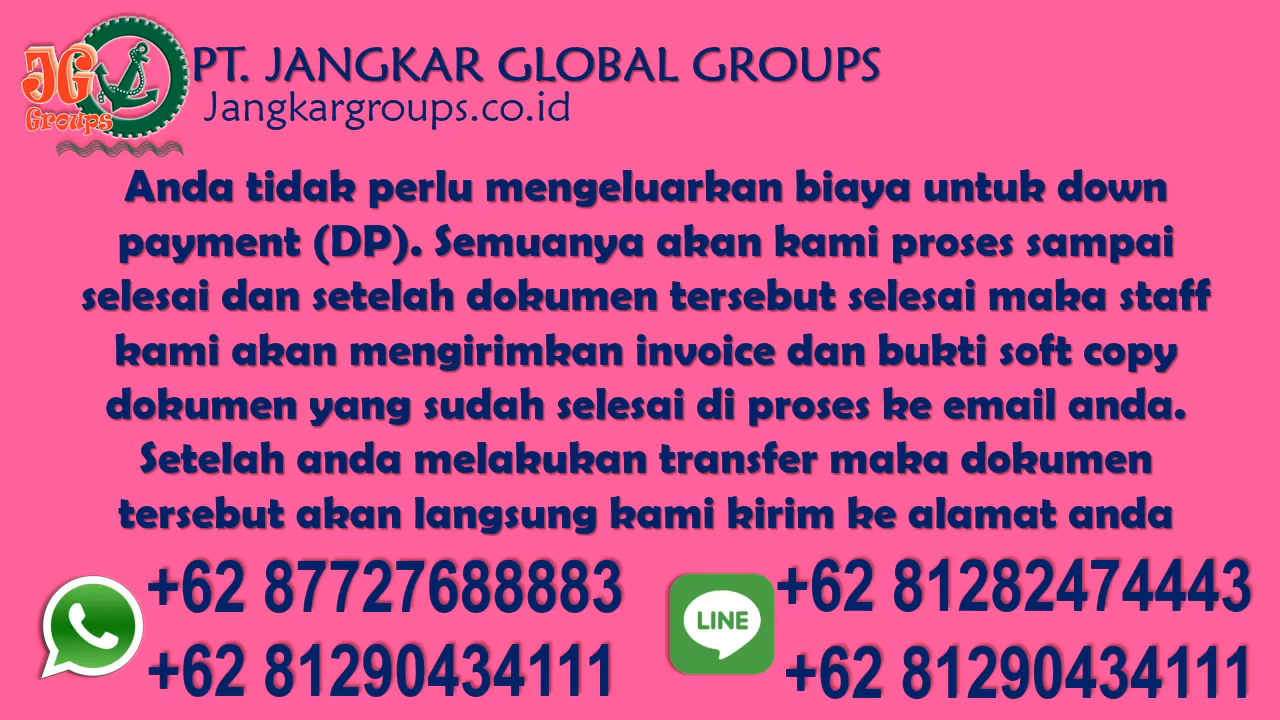 JG
Groups
PT. JANGKAR GLOBAL GROUPS
Jangkargroups.co.id
Anda tidak perlu mengeluarkan biaya untuk down
payment (DP). Semuanya akan kami proses sampai
selesai dan setelah dokumen tersebut selesai maka staff
kami akan mengirimkan invoice dan bukti soft copy
dokumen yang sudah selesai di proses ke email anda.
Setelah anda melakukan transfer maka dokumen
tersebut akan langsung kami kirim ke alamat anda
+62 87727688883
+62 81290434111
LINE
+62 81282474443
+62 81290434111